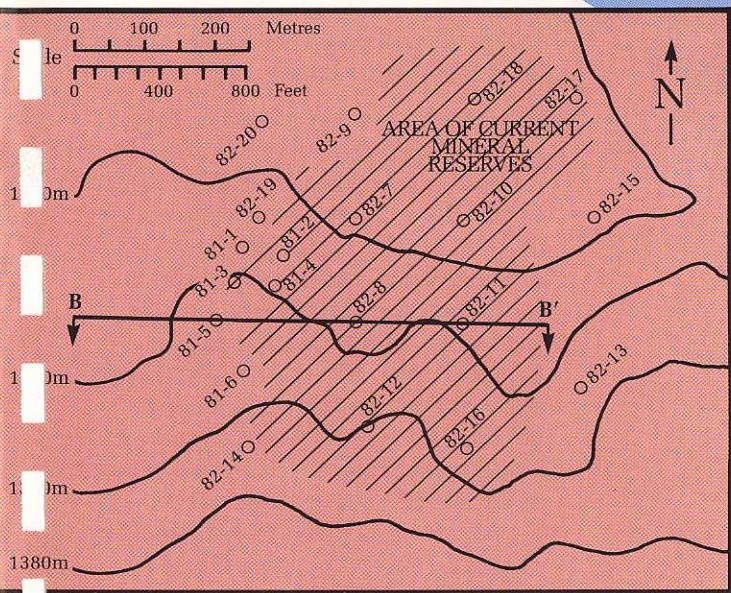 0 100 200 Metres
0 400 800 Feet
N
82-18
82-17
82-9
82-20
AREA OF CURRENT
MINERAL
RESERVES
82-19
82-7
82-10
82-15
81-1
81-2
81-3
81-4
82-8
82-11
B
B′
81-5
81-6
82-12
82-13
82-14
82-16
1380m